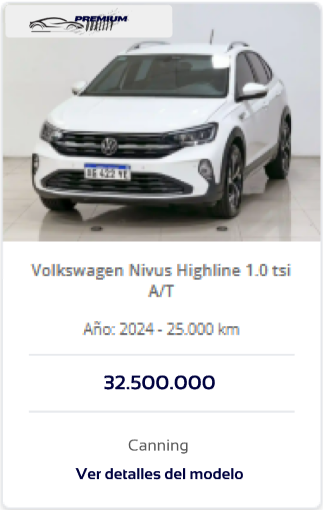 PREMIUM
QUALITY
AG 422 YE
Volkswagen Nivus Highline 1.0 tsi
A/T
Año: 2024 - 25.000 km
32.500.000
Canning
Ver detalles del modelo